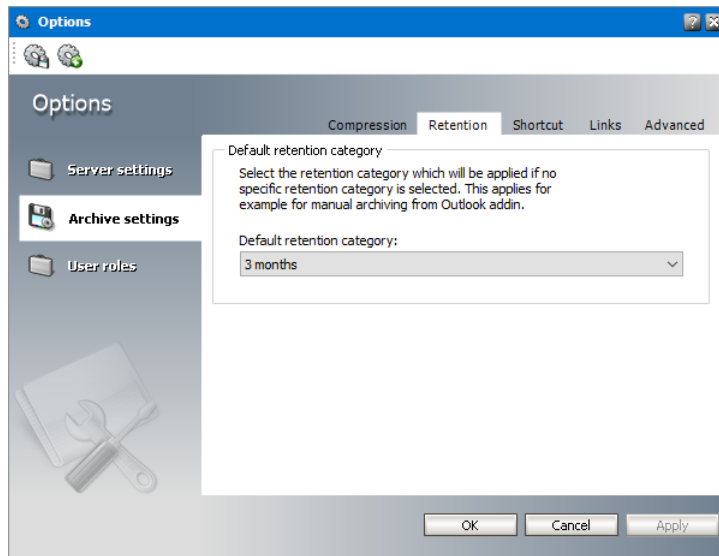 Options
?
Options
Compression Retention Shortcut Links Advanced
Server settings
Archive settings
User roles
Default retention category
Select the retention category which will be applied if no
specific retention category is selected. This applies for
example for manual archiving from Outlook addin.
Default retention category:
3 months
OK Cancel Apply